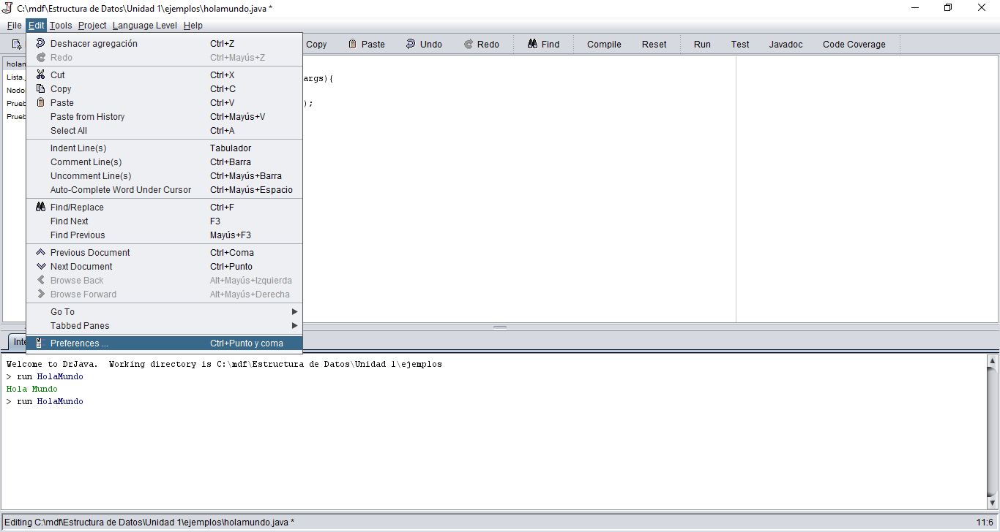 C:\mdf\Estructura de Datos\Unidad 1\ejemplos\holamundo.java *
File Edit Tools Project Language Level Help
Copy Paste Undo Redo Find Compile Reset Run Test Javadoc Code Coverage
Deshacer agregación Ctrl+Z
Redo Ctrl+Mayús+Z
Cut Ctrl+X
Copy Ctrl+C
Paste Ctrl+V
Paste from History Ctrl+Mayús+V
Select All Ctrl+A
Indent Line(s) Tabulador
Comment Line(s) Ctrl+Barra
Uncomment Line(s) Ctrl+Mayús+Barra
Auto-Complete Word Under Cursor Ctrl+Mayús+Espacio
Find/Replace Ctrl+F
Find Next F3
Find Previous Mayús+F3
Previous Document Ctrl+Coma
Next Document Ctrl+Punto
Browse Back Alt+Mayús+Izquierda
Browse Forward Alt+Mayús+Derecha
Go To
Tabbed Panes
Preferences ... Ctrl+Punto y coma
holam
Lista.
Nodo
Prueb
Prueb
args){
);
Inte
Welcome to DrJava. Working directory is C:\mdf\Estructura de Datos\Unidad 1\ejemplos
> run HolaMundo
Hola Mundo
> run HolaMundo
Editing C:\mdf\Estructura de Datos\Unidad 1\ejemplos\holamundo.java * 11:6